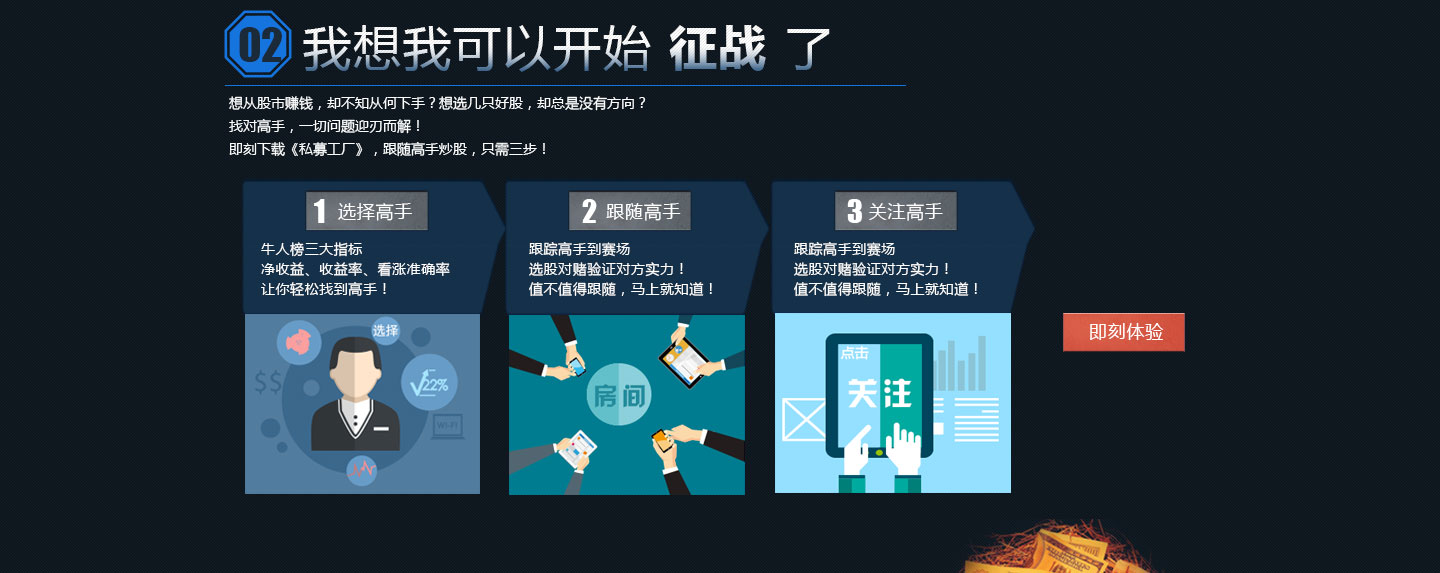 02 我想我可以开始 征战 了
想从股市赚钱，却不知从何下手？想选几只好股，却总是没有方向？
找对高手，一切问题迎刃而解！
即刻下载《私募工厂》，跟随高手炒股，只需三步！
1 选择高手
牛人榜三大指标
净收益、收益率、看涨准确率
让你轻松找到高手！
选择
$$
√22%
WI-FI
2 跟随高手
跟踪高手到赛场
选股对赌验证对方实力！
值不值得跟随，马上就知道！
房间
3 关注高手
跟踪高手到赛场
选股对赌验证对方实力！
值不值得跟随，马上就知道！
点击
关注
即刻体验